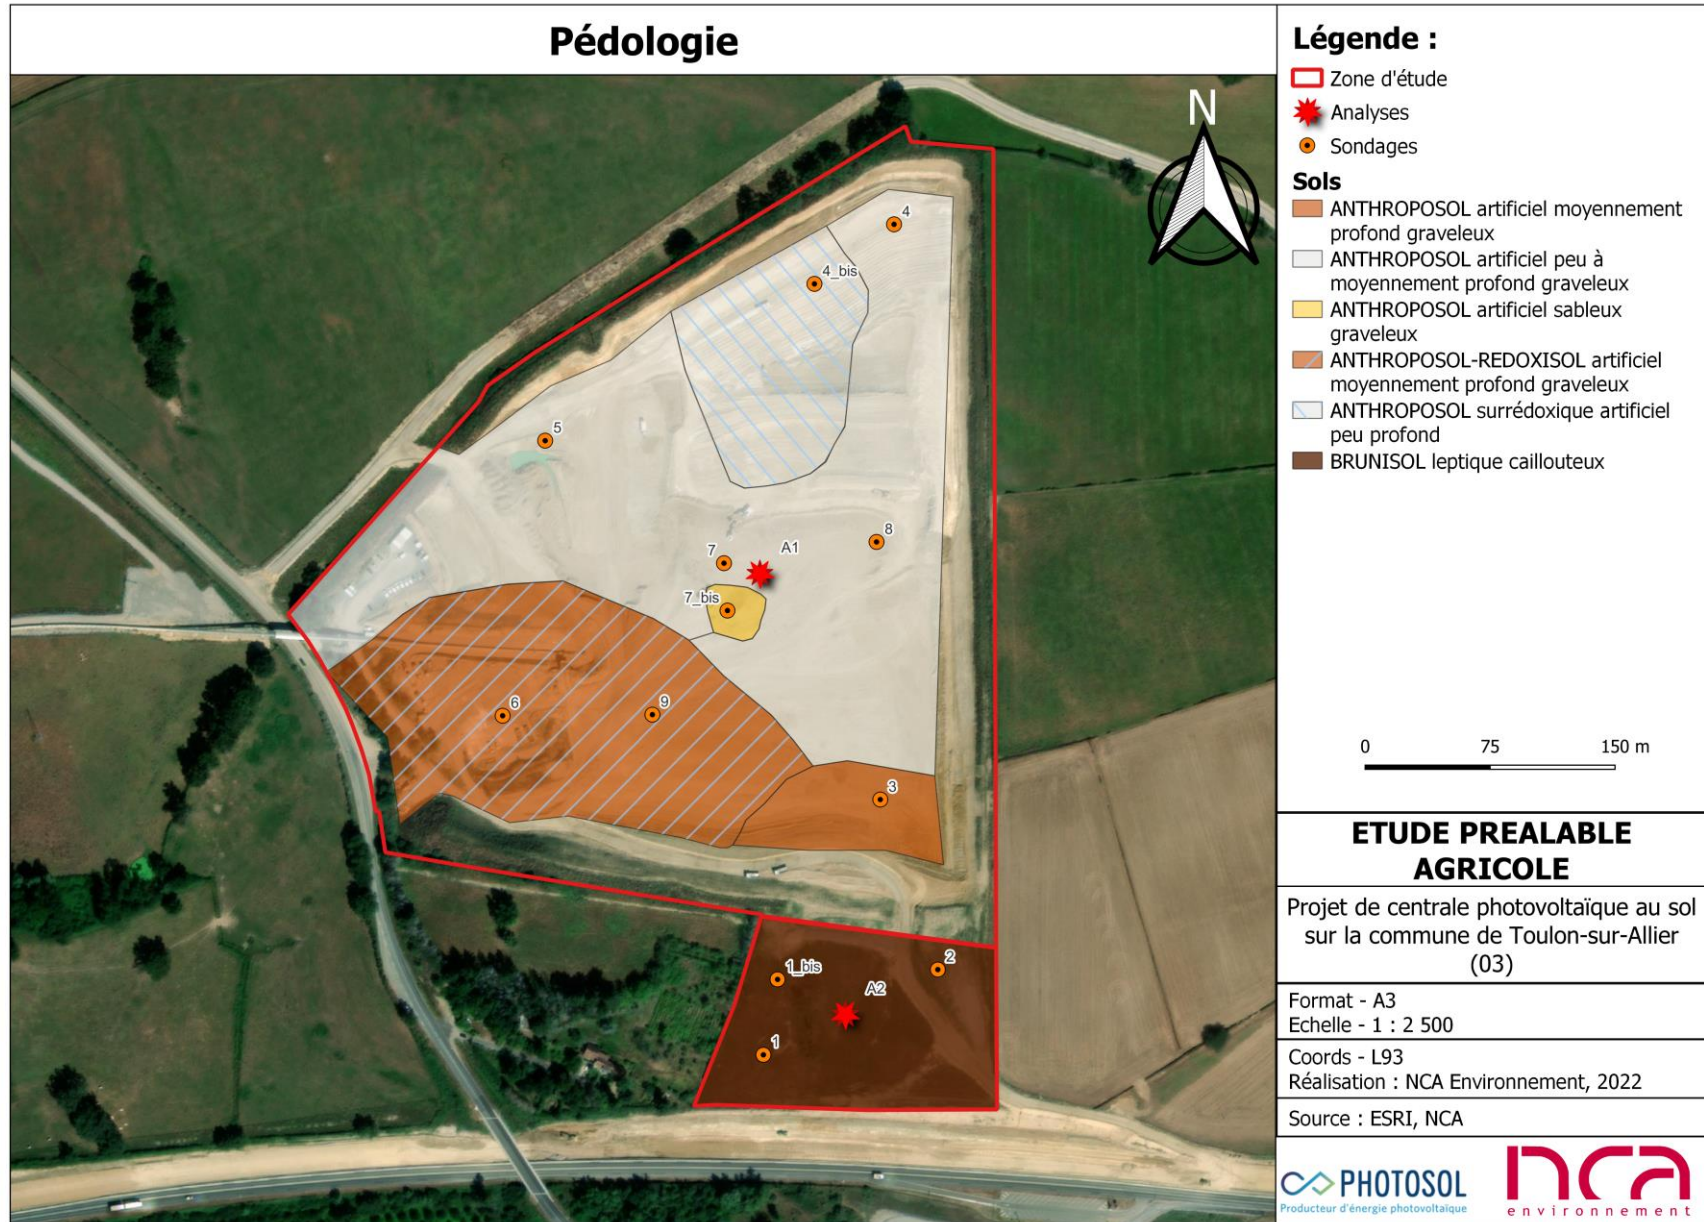 Pédologie
N
4
4_bis
5
8
7
A1
7_bis
6
9
3
2
1_bis
A2
1
Légende :
Zone d'étude
Analyses
Sondages
Sols
ANTHROPOSOL artificiel moyennement
profond graveleux
ANTHROPOSOL artificiel peu à
moyennement profond graveleux
ANTHROPOSOL artificiel sableux
graveleux
ANTHROPOSOL-REDOXISOL artificiel
moyennement profond graveleux
ANTHROPOSOL surrédoxique artificiel
peu profond
BRUNISOL leptique caillouteux
0 75 150 m
ETUDE PREALABLE
AGRICOLE
Projet de centrale photovoltaïque au sol
sur la commune de Toulon-sur-Allier
(03)
Format - A3
Echelle - 1 : 2 500
Coords - L93
Réalisation : NCA Environnement, 2022
Source : ESRI, NCA
PHOTOSOL
Producteur d'énergie photovoltaïque
nca
environnement